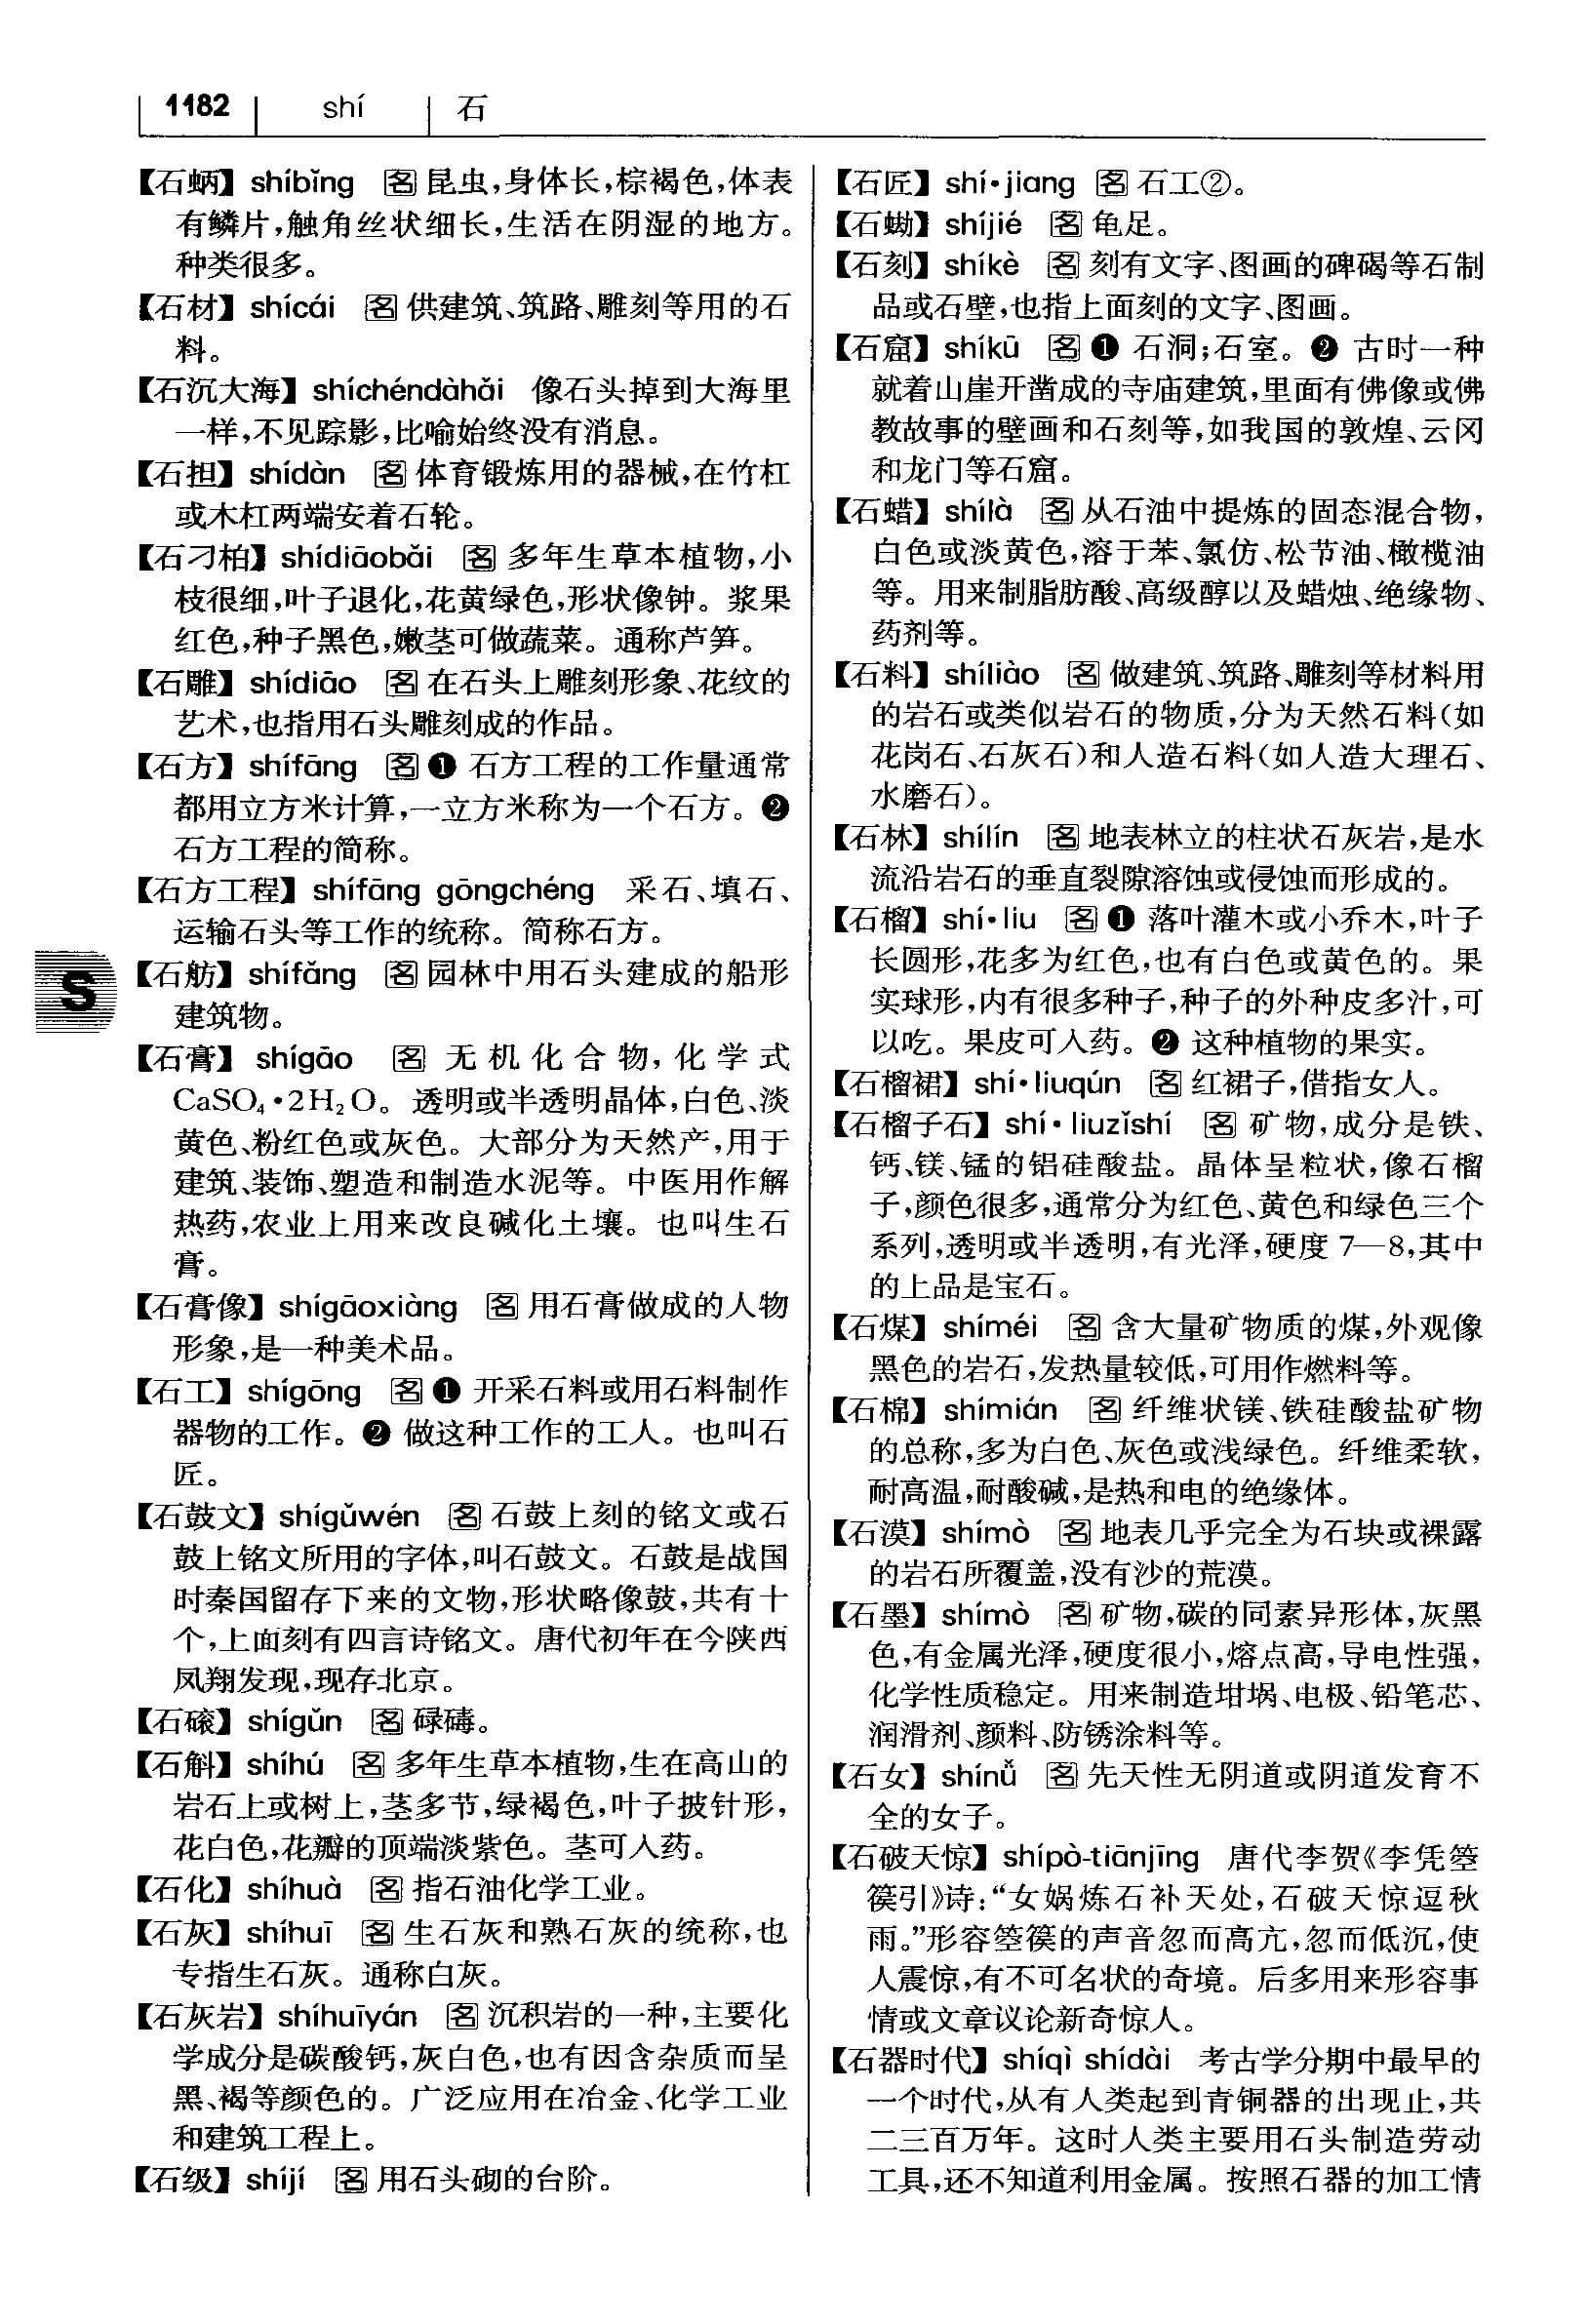 1182 shí 石
【石蛃】 shíbǐng 名 昆虫,身体长,棕褐色,体表
有鳞片,触角丝状细长,生活在阴湿的地方。
种类很多。
【石材】 shícái 名 供建筑、筑路、雕刻等用的石
料。
【石沉大海】 shíchéndàhǎi 像石头掉到大海里
一样,不见踪影,比喻始终没有消息。
【石担】 shídàn 名 体育锻炼用的器械,在竹杠
或木杠两端安着石轮。
【石刁柏】 shídiāobǎi 名 多年生草本植物,小
枝很细,叶子退化,花黄绿色,形状像钟。浆果
红色,种子黑色,嫩茎可做蔬菜。通称芦笋。
【石雕】 shídiāo 名 在石头上雕刻形象、花纹的
艺术,也指用石头雕刻成的作品。
【石方】 shífāng 名 ❶ 石方工程的工作量通常
都用立方米计算,一立方米称为一个石方。❷
石方工程的简称。
【石方工程】 shífāng gōngchéng 采石、填石、
运输石头等工作的统称。简称石方。
【石舫】 shífǎng 名 园林中用石头建成的船形
建筑物。
S
【石膏】 shígāo 名 无机化合物,化学式
CaSO₄·2H₂O。透明或半透明晶体,白色、淡
黄色、粉红色或灰色。大部分为天然产,用于
建筑、装饰、塑造和制造水泥等。中医用作解
热药,农业上用来改良碱化土壤。也叫生石
膏。
【石膏像】 shígāoxiàng 名 用石膏做成的人物
形象,是一种美术品。
【石工】 shígōng 名 ❶ 开采石料或用石料制作
器物的工作。❷ 做这种工作的工人。也叫石
匠。
【石鼓文】 shígǔwén 名 石鼓上刻的铭文或石
鼓上铭文所用的字体,叫石鼓文。石鼓是战国
时秦国留存下来的文物,形状略像鼓,共有十
个,上面刻有四言诗铭文。唐代初年在今陕西
凤翔发现,现存北京。
【石磙】 shígǔn 名 碌碡。
【石斛】 shíhú 名 多年生草本植物,生在高山的
岩石上或树上,茎多节,绿褐色,叶子披针形,
花白色,花瓣的顶端淡紫色。茎可入药。
【石化】 shíhuà 名 指石油化学工业。
【石灰】 shíhuī 名 生石灰和熟石灰的统称,也
专指生石灰。通称白灰。
【石灰岩】 shíhuīyán 名 沉积岩的一种,主要化
学成分是碳酸钙,灰白色,也有因含杂质而呈
黑、褐等颜色的。广泛应用在冶金、化学工业
和建筑工程上。
【石级】 shíjí 名 用石头砌的台阶。
【石匠】 shí·jiang 名 石工②。
【石蜐】 shíjié 名 龟足。
【石刻】 shíkè 名 刻有文字、图画的碑碣等石制
品或石壁,也指上面刻的文字、图画。
【石窟】 shíkū 名 ❶ 石洞;石室。❷ 古时一种
就着山崖开凿成的寺庙建筑,里面有佛像或佛
教故事的壁画和石刻等,如我国的敦煌、云冈
和龙门等石窟。
【石蜡】 shílà 名 从石油中提炼的固态混合物,
白色或淡黄色,溶于苯、氯仿、松节油、橄榄油
等。用来制脂肪酸、高级醇以及蜡烛、绝缘物、
药剂等。
【石料】 shíliào 名 做建筑、筑路、雕刻等材料用
的岩石或类似岩石的物质,分为天然石料(如
花岗石、石灰石)和人造石料(如人造大理石、
水磨石)。
【石林】 shílín 名 地表林立的柱状石灰岩,是水
流沿岩石的垂直裂隙溶蚀或侵蚀而形成的。
【石榴】 shí·liu 名 ❶ 落叶灌木或小乔木,叶子
长圆形,花多为红色,也有白色或黄色的。果
实球形,内有很多种子,种子的外种皮多汁,可
以吃。果皮可入药。❷ 这种植物的果实。
【石榴裙】 shí·liuqún 名 红裙子,借指女人。
【石榴子石】 shí·liuzǐshí 名 矿物,成分是铁、
钙、镁、锰的铝硅酸盐。晶体呈粒状,像石榴
子,颜色很多,通常分为红色、黄色和绿色三个
系列,透明或半透明,有光泽,硬度 7—8,其中
的上品是宝石。
【石煤】 shíméi 名 含大量矿物质的煤,外观像
黑色的岩石,发热量较低,可用作燃料等。
【石棉】 shímián 名 纤维状镁、铁硅酸盐矿物
的总称,多为白色、灰色或浅绿色。纤维柔软,
耐高温,耐酸碱,是热和电的绝缘体。
【石漠】 shímò 名 地表几乎完全为石块或裸露
的岩石所覆盖,没有沙的荒漠。
【石墨】 shímò 名 矿物,碳的同素异形体,灰黑
色,有金属光泽,硬度很小,熔点高,导电性强,
化学性质稳定。用来制造坩埚、电极、铅笔芯、
润滑剂、颜料、防锈涂料等。
【石女】 shínǚ 名 先天性无阴道或阴道发育不
全的女子。
【石破天惊】 shípò-tiānjīng 唐代李贺《李凭箜
篌引》诗:“女娲炼石补天处,石破天惊逗秋
雨。”形容箜篌的声音忽而高亢,忽而低沉,使
人震惊,有不可名状的奇境。后多用来形容事
情或文章议论新奇惊人。
【石器时代】 shíqì shídài 考古学分期中最早的
一个时代,从有人类起到青铜器的出现止,共
二三百万年。这时人类主要用石头制造劳动
工具,还不知道利用金属。按照石器的加工情